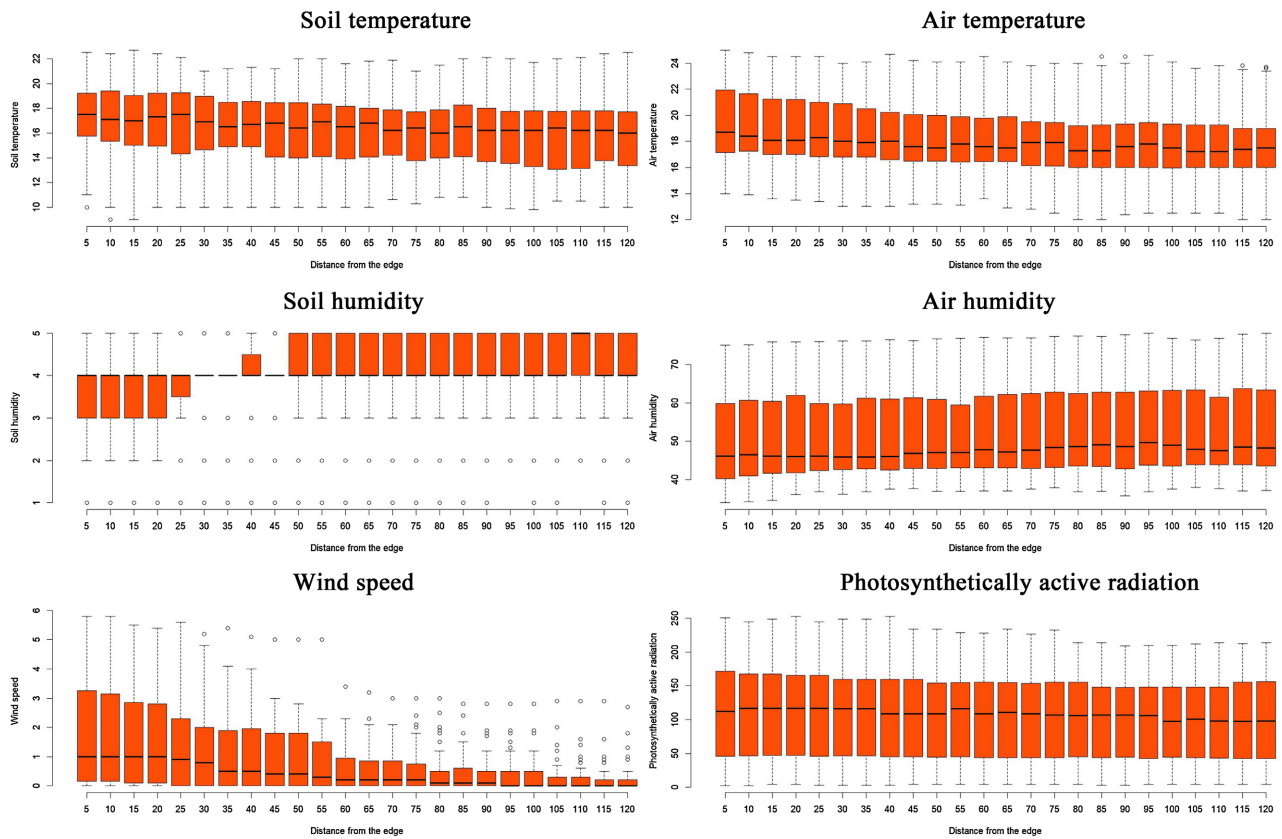 Soil temperature
Soil temperature
22
20
18
16
14
12
10
5 10 15 20 25 30 35 40 45 50 55 60 65 70 75 80 85 90 95 100 105 110 115 120
Distance from the edge
Air temperature
Air temperature
24
22
20
18
16
14
12
5 10 15 20 25 30 35 40 45 50 55 60 65 70 75 80 85 90 95 100 105 110 115 120
Distance from the edge
Soil humidity
Soil humidity
5
4
3
2
1
5 10 15 20 25 30 35 40 45 50 55 60 65 70 75 80 85 90 95 100 105 110 115 120
Distance from the edge
Air humidity
Air humidity
70
60
50
40
5 10 15 20 25 30 35 40 45 50 55 60 65 70 75 80 85 90 95 100 105 110 115 120
Distance from the edge
Wind speed
Wind speed
6
5
4
3
2
1
0
5 10 15 20 25 30 35 40 45 50 55 60 65 70 75 80 85 90 95 100 105 110 115 120
Distance from the edge
Photosynthetically active radiation
Photosynthetically active radiation
250
200
150
100
50
0
5 10 15 20 25 30 35 40 45 50 55 60 65 70 75 80 85 90 95 100 105 110 115 120
Distance from the edge